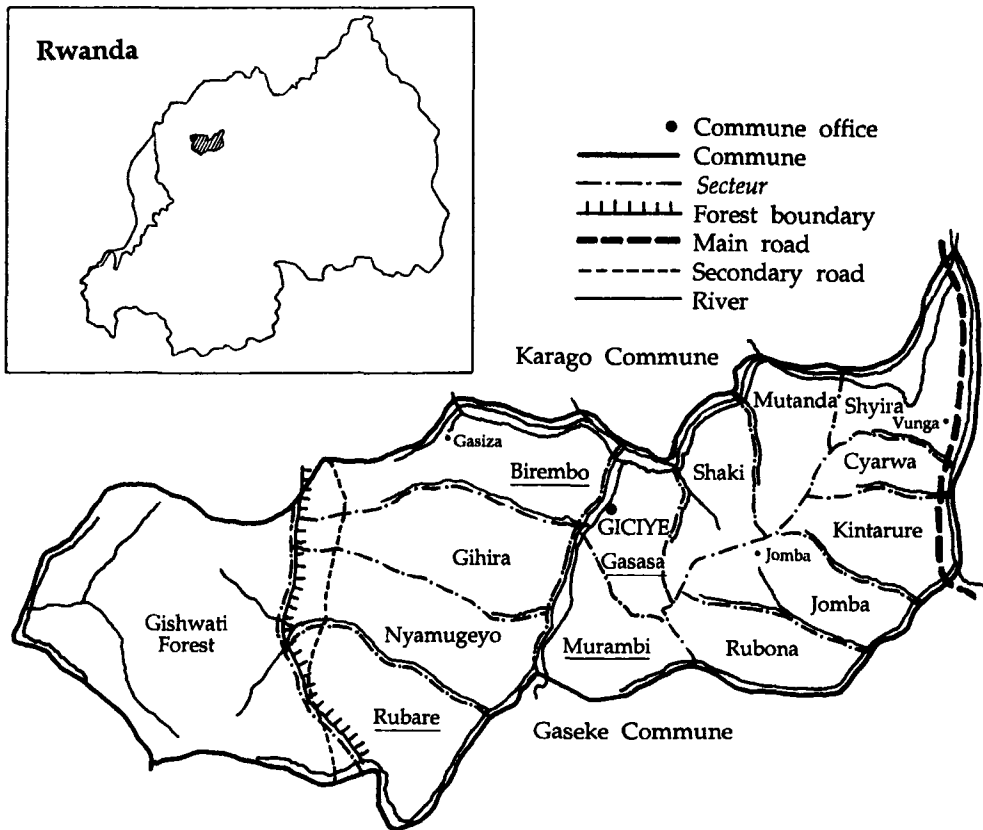 Rwanda
Commune office
Commune
Secteur
Forest boundary
Main road
Secondary road
River
Karago Commune
Mutanda
Shyira
Vunga
Gasiza
Birembo
Shaki
Cyarwa
GICIYE
Kintarure
Gihira
Gasasa
Jomba
Gishwati
Forest
Nyamugeyo
Murambi
Rubona
Jomba
Rubare
Gaseke Commune